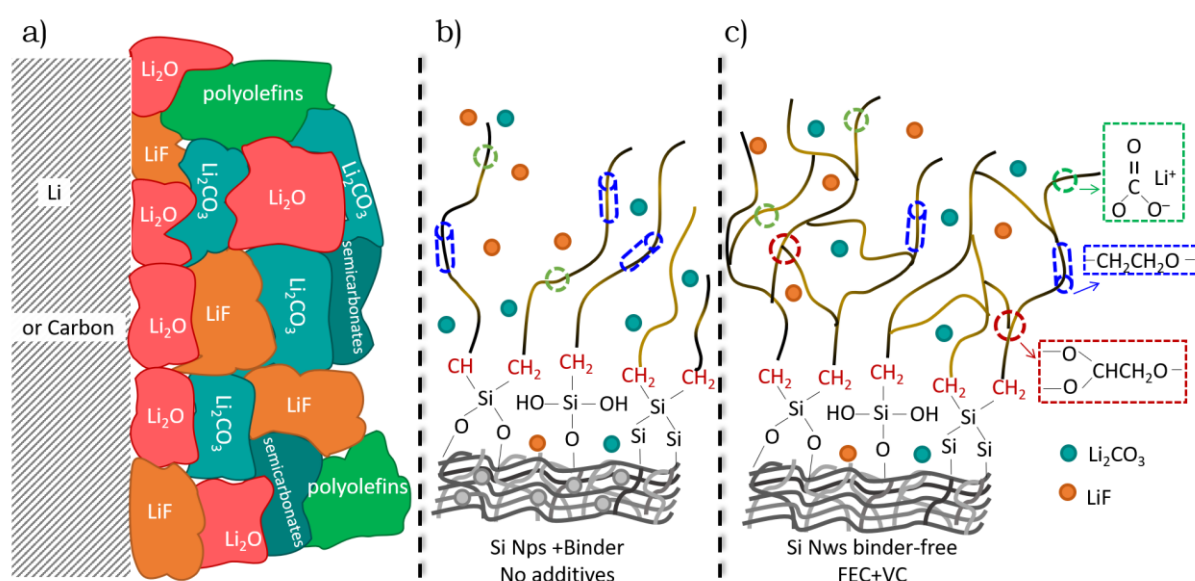 a)
Li
or Carbon
Li₂O
polyolefins
LiF
Li₂CO₃
Li₂O
Li₂CO₃
Li₂O
semicarbonates
Li₂O
LiF
Li₂CO₃
Li₂O
Li₂CO₃
LiF
semicarbonates
polyolefins
LiF
Li₂O
b)
CH
CH₂
CH₂
CH₂
CH₂
Si
HO
Si
OH
Si
O
O
O
Si
Si
Si Nps +Binder
No additives
c)
CH₂
CH₂
CH₂
CH₂
CH₂
Si
HO
Si
OH
Si
O
O
O
Si
Si
Si Nws binder-free
FEC+VC
O
C
Li⁺
O
O⁻
–CH₂CH₂O–
O
CHCH₂O–
O
Li₂CO₃
LiF